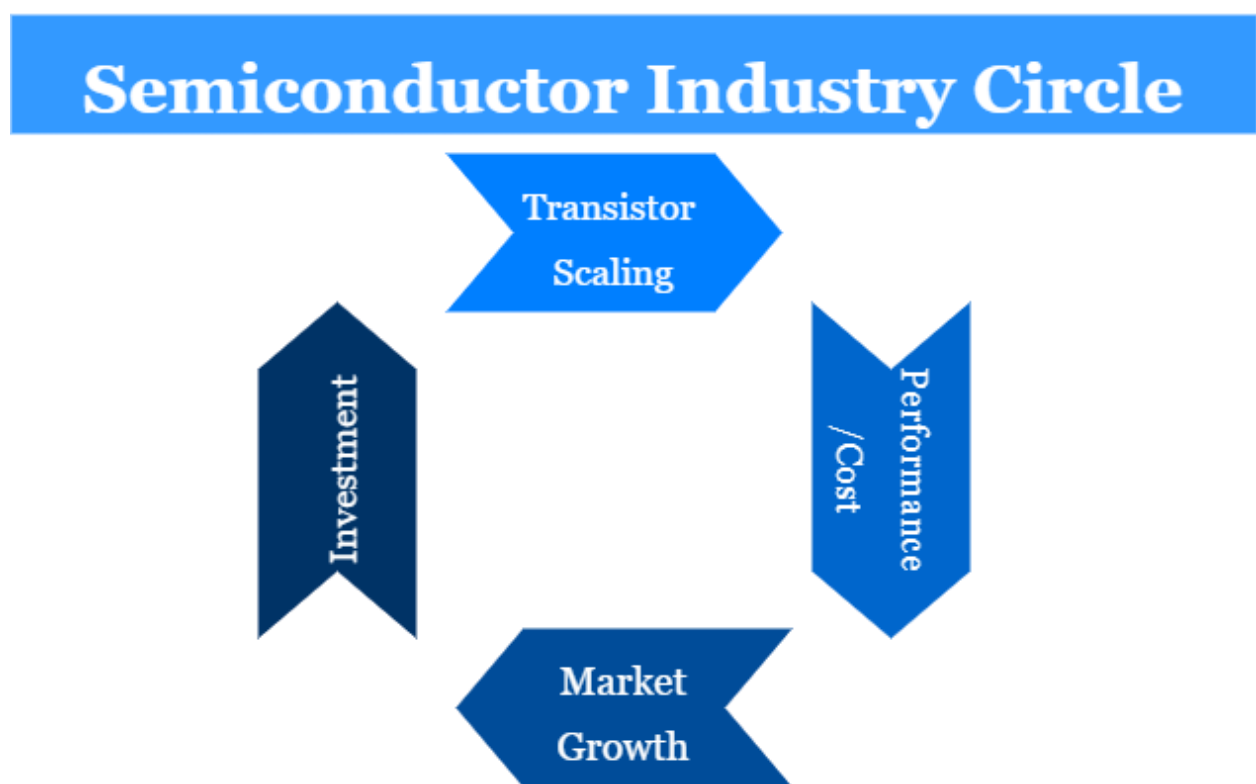 Semiconductor Industry Circle
Transistor
Scaling
Performance
/Cost
Market
Growth
Investment